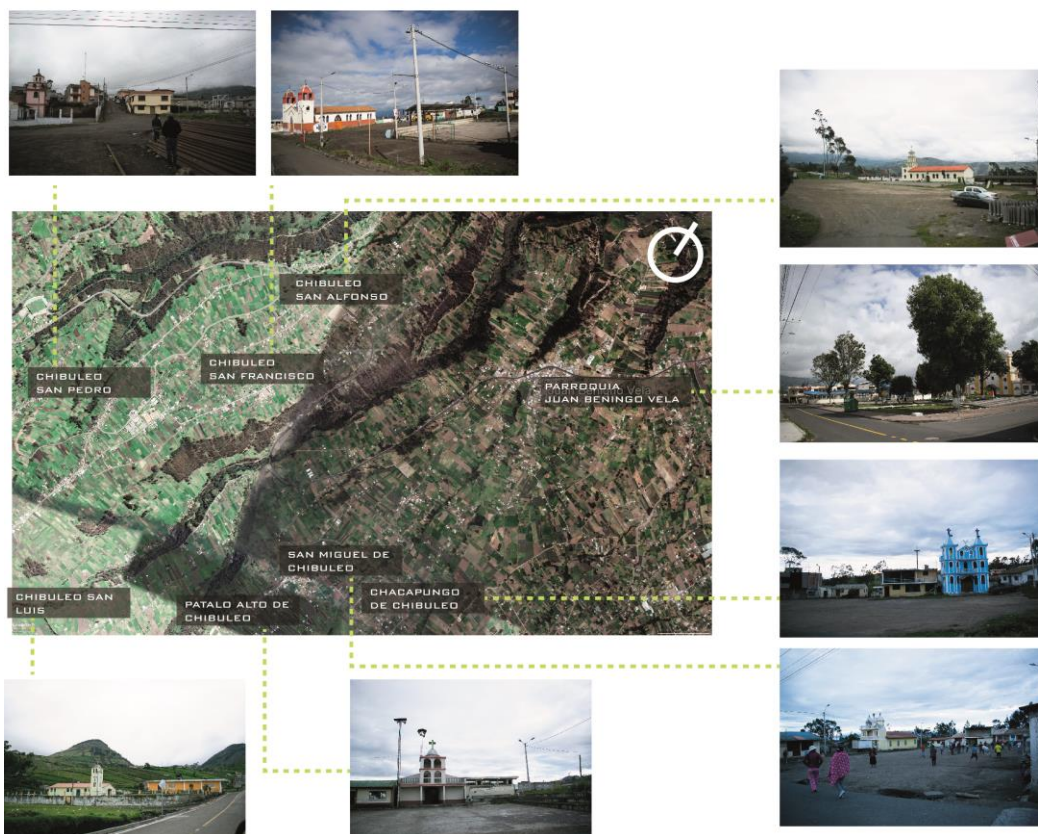 CHIBULEO
SAN ALFONSO
CHIBULEO
SAN PEDRO
CHIBULEO
SAN FRANCISCO
PARROQUIA
JUAN BENINGO VELA
SAN MIGUEL DE
CHIBULEO
CHIBULEO SAN
LUIS
PATALO ALTO DE
CHIBULEO
CHACAPUNGO
DE CHIBULEO